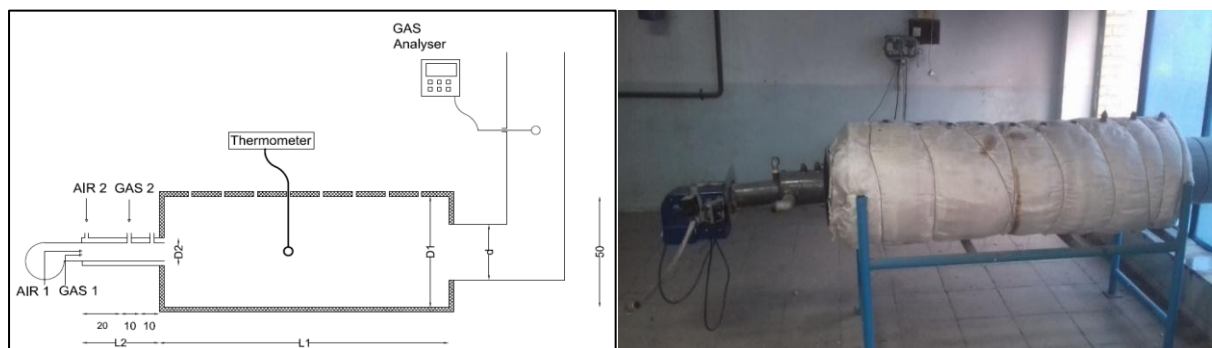 GAS
Analyser
Thermometer
AIR 2 GAS 2
D2
D1
d
50
AIR 1 GAS 1
20 10 10
L2 L1